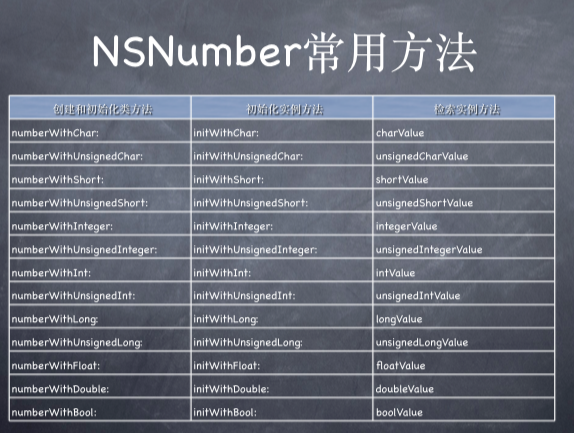 NSNumber常用方法
创建和初始化类方法 初始化实例方法 检索实例方法
numberWithChar: initWithChar: charValue
numberWithUnsignedChar: initWithUnsignedChar: unsignedCharValue
numberWithShort: initWithShort: shortValue
numberWithUnsignedShort: initWithUnsignedShort: unsignedShortValue
numberWithInteger: initWithInteger: integerValue
numberWithUnsignedInteger: initWithUnsignedInteger: unsignedIntegerValue
numberWithInt: initWithInt: intValue
numberWithUnsignedInt: initWithUnsignedInt: unsignedIntValue
numberWithLong: initWithLong: longValue
numberWithUnsignedLong: initWithUnsignedLong: unsignedLongValue
numberWithFloat: initWithFloat: floatValue
numberWithDouble: initWithDouble: doubleValue
numberWithBool: initWithBool: boolValue